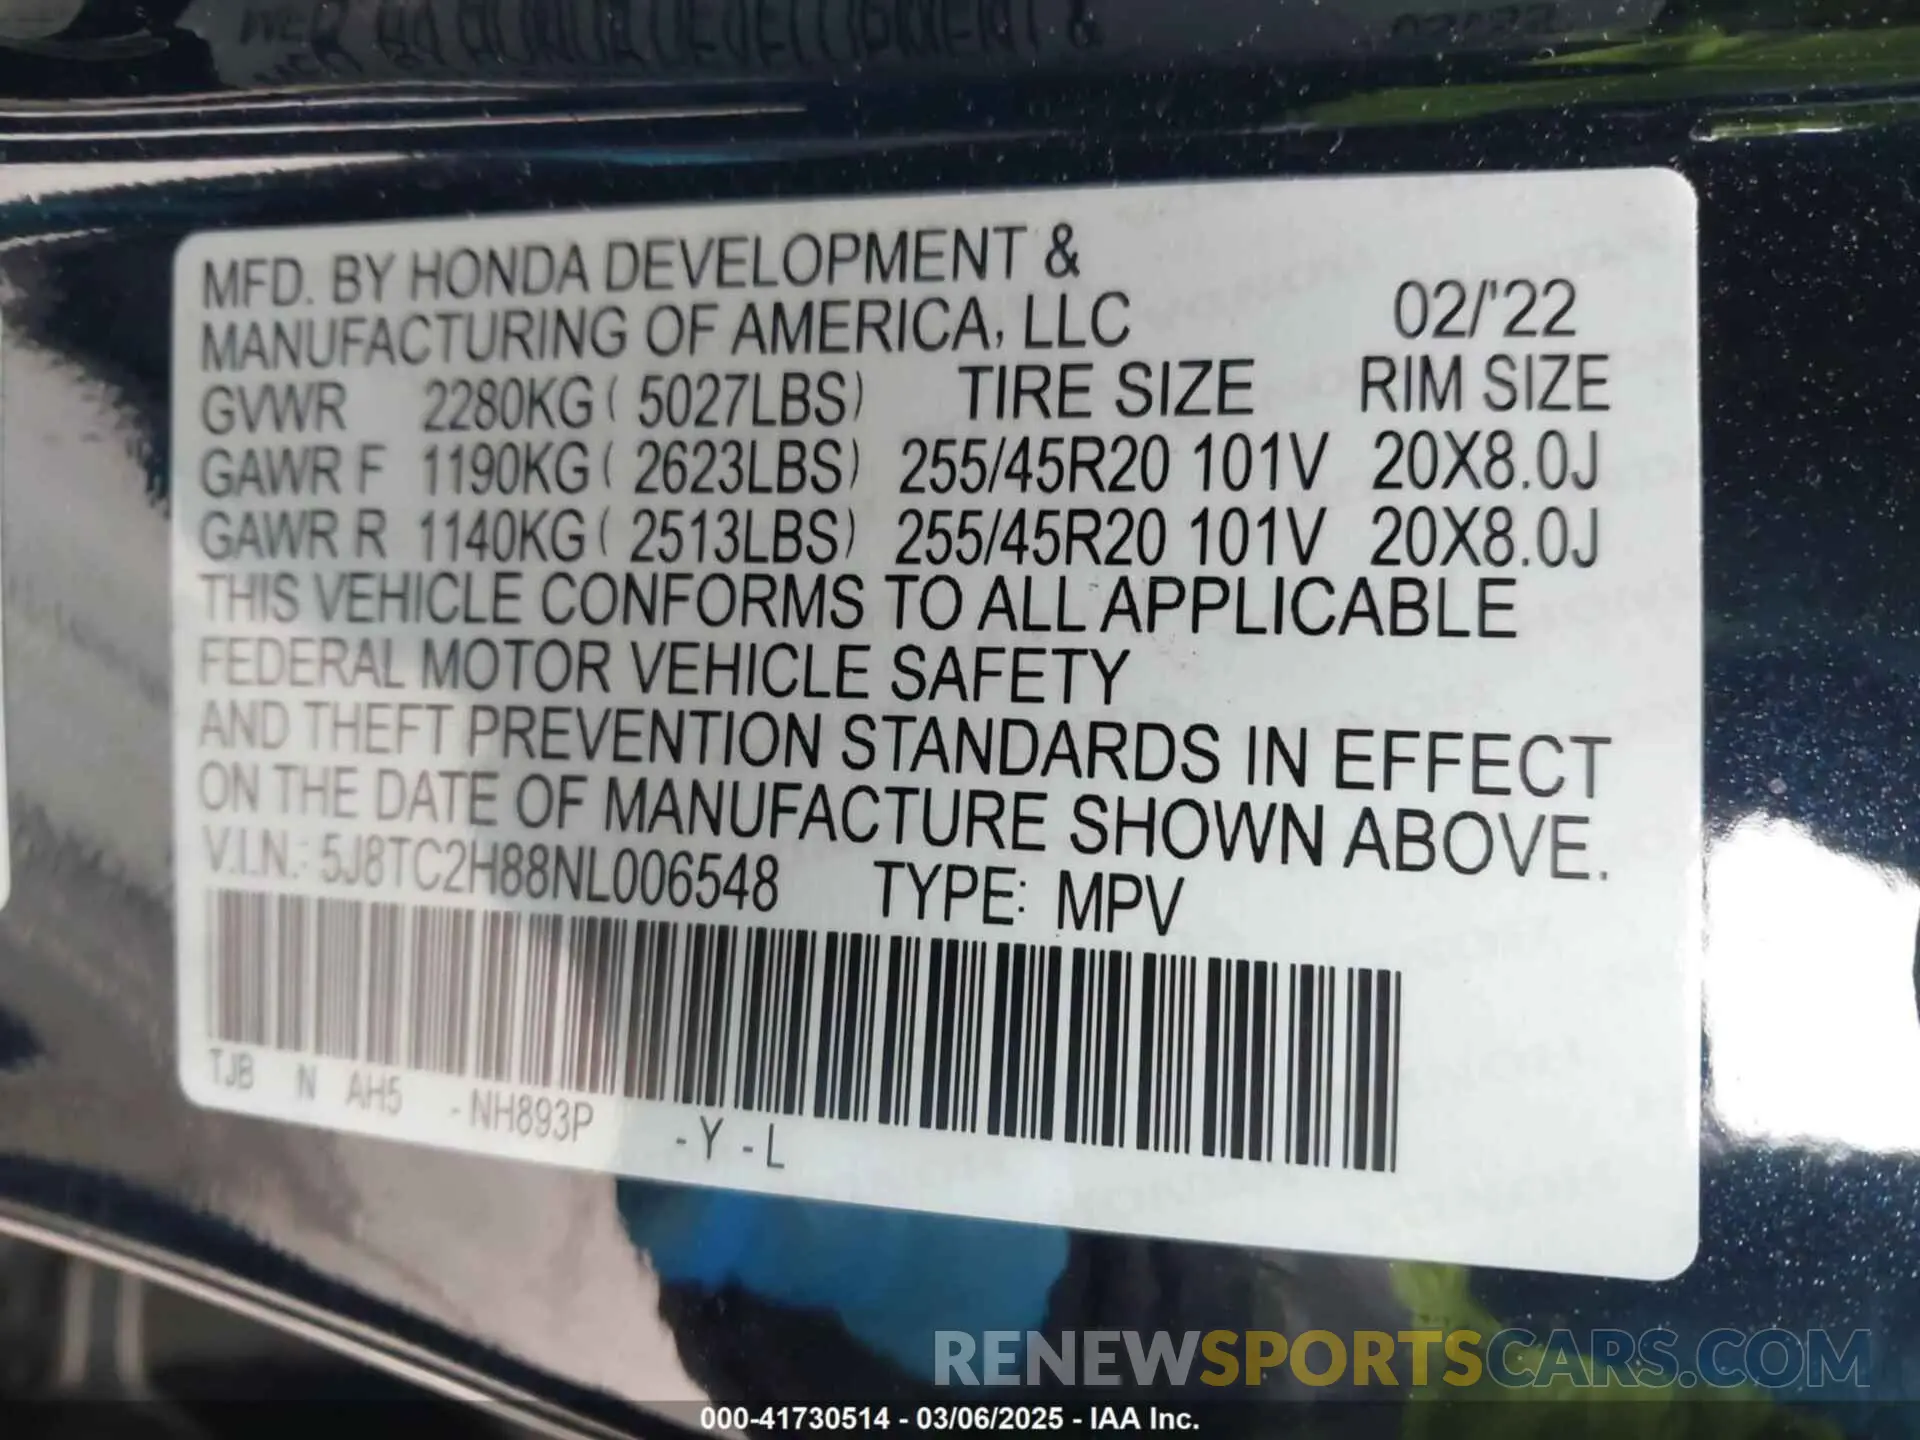 MFD. BY HONDA DEVELOPMENT &
MANUFACTURING OF AMERICA, LLC 02/'22
GVWR 2280KG ( 5027LBS) TIRE SIZE RIM SIZE
GAWR F 1190KG ( 2623LBS) 255/45R20 101V 20X8.0J
GAWR R 1140KG ( 2513LBS) 255/45R20 101V 20X8.0J
THIS VEHICLE CONFORMS TO ALL APPLICABLE
FEDERAL MOTOR VEHICLE SAFETY
AND THEFT PREVENTION STANDARDS IN EFFECT
ON THE DATE OF MANUFACTURE SHOWN ABOVE.
V.I.N.: 5J8TC2H88NL006548 TYPE: MPV
TJB N AH5 -NH893P -Y-L
RENEWSPORTSCARS.COM
000-41730514 - 03/06/2025 - IAA Inc.